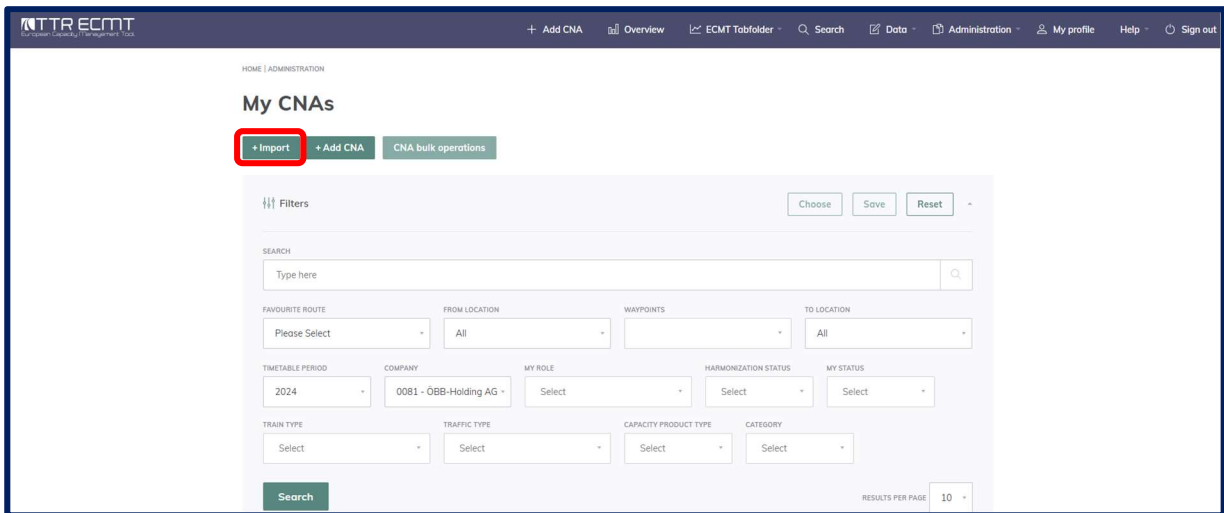 TTR ECMT
European Capacity Management Tool
+ Add CNA Overview ECMT Tabfolder Search Data Administration My profile Help Sign out
HOME | ADMINISTRATION
My CNAs
+ Import + Add CNA CNA bulk operations
Filters Choose Save Reset
SEARCH
Type here
FAVOURITE ROUTE FROM LOCATION WAYPOINTS TO LOCATION
Please Select All All
TIMETABLE PERIOD COMPANY MY ROLE HARMONIZATION STATUS MY STATUS
2024 0081 - ÖBB-Holding AG Select Select Select
TRAIN TYPE TRAFFIC TYPE CAPACITY PRODUCT TYPE CATEGORY
Select Select Select Select
Search RESULTS PER PAGE 10